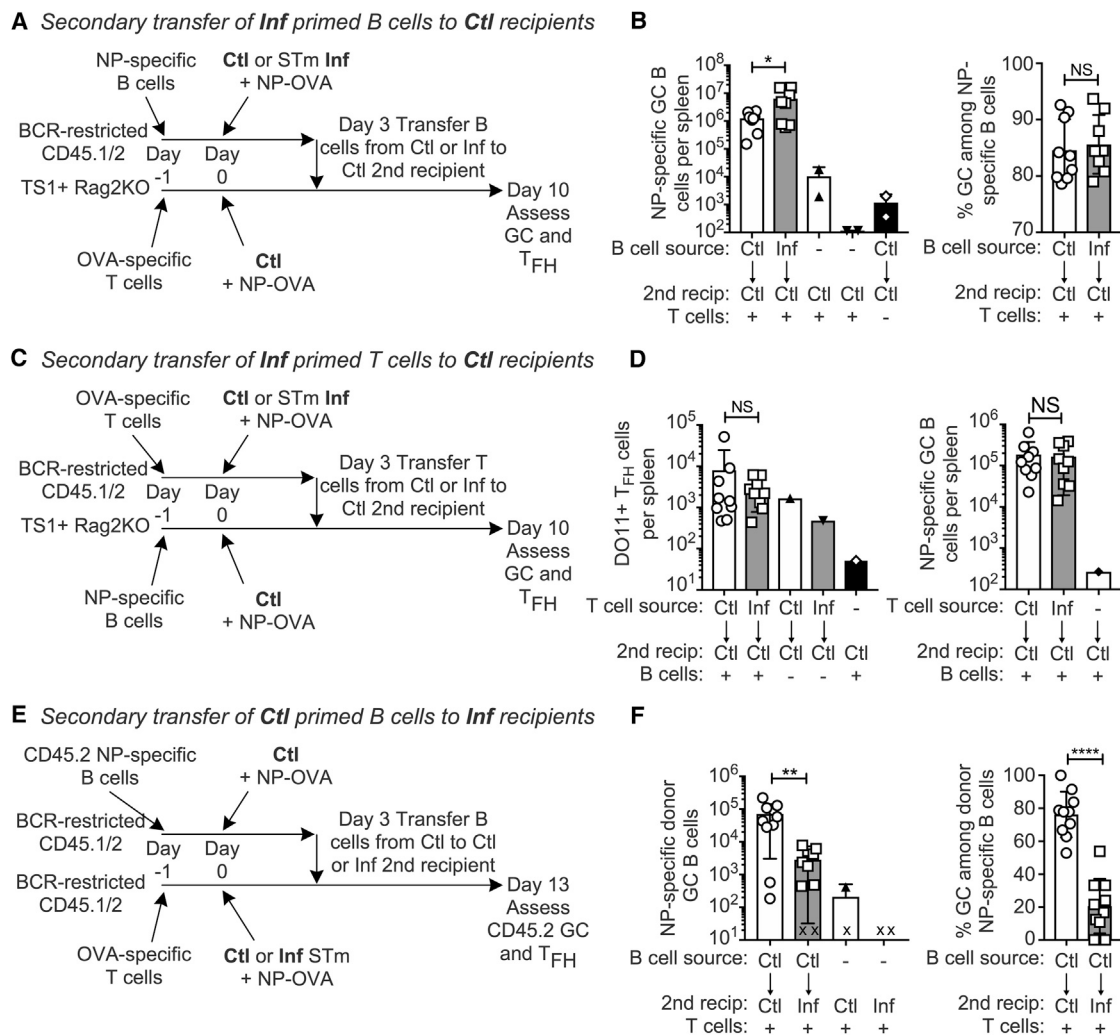 A Secondary transfer of Inf primed B cells to Ctl recipients
NP-specific
B cells
Ctl or STm Inf
+ NP-OVA
BCR-restricted
CD45.1/2
Day
-1
Day
0
TS1+ Rag2KO
Day 3 Transfer B
cells from Ctl or Inf to
Ctl 2nd recipient
Day 10
Assess
GC and
TFH
OVA-specific
T cells
Ctl
+ NP-OVA
B
NP-specific GC B
cells per spleen
10^8
10^7
10^6
10^5
10^4
10^3
10^2
*
B cell source: Ctl Inf - - Ctl
2nd recip: Ctl Ctl Ctl Ctl Ctl
T cells: + + + + -
% GC among NP-
specific B cells
100
90
80
70
NS
B cell source: Ctl Inf
2nd recip: Ctl Ctl
T cells: + +
C Secondary transfer of Inf primed T cells to Ctl recipients
OVA-specific
T cells
Ctl or STm Inf
+ NP-OVA
BCR-restricted
CD45.1/2
Day
-1
Day
0
TS1+ Rag2KO
Day 3 Transfer T
cells from Ctl or Inf to
Ctl 2nd recipient
Day 10
Assess
GC and
TFH
NP-specific
B cells
Ctl
+ NP-OVA
D
DO11+ TFH cells
per spleen
10^5
10^4
10^3
10^2
10^1
NS
T cell source: Ctl Inf Ctl Inf -
2nd recip: Ctl Ctl Ctl Ctl Ctl
B cells: + + - - +
NP-specific GC B
cells per spleen
10^6
10^5
10^4
10^3
10^2
NS
T cell source: Ctl Inf -
2nd recip: Ctl Ctl Ctl
B cells: + + +
E Secondary transfer of Ctl primed B cells to Inf recipients
CD45.2 NP-specific
B cells
Ctl
+ NP-OVA
BCR-restricted
CD45.1/2
Day
-1
Day
0
BCR-restricted
CD45.1/2
Day 3 Transfer B
cells from Ctl to Ctl
or Inf 2nd recipient
Day 13
Assess
CD45.2 GC
and TFH
OVA-specific
T cells
Ctl or Inf STm
+ NP-OVA
F
NP-specific donor
GC B cells
10^6
10^5
10^4
10^3
10^2
10^1
**
x x x x x
B cell source: Ctl Ctl - -
2nd recip: Ctl Inf Ctl Inf
T cells: + + + +
% GC among donor
NP-specific B cells
100
80
60
40
20
0
****
B cell source: Ctl Ctl
2nd recip: Ctl Inf
T cells: + +